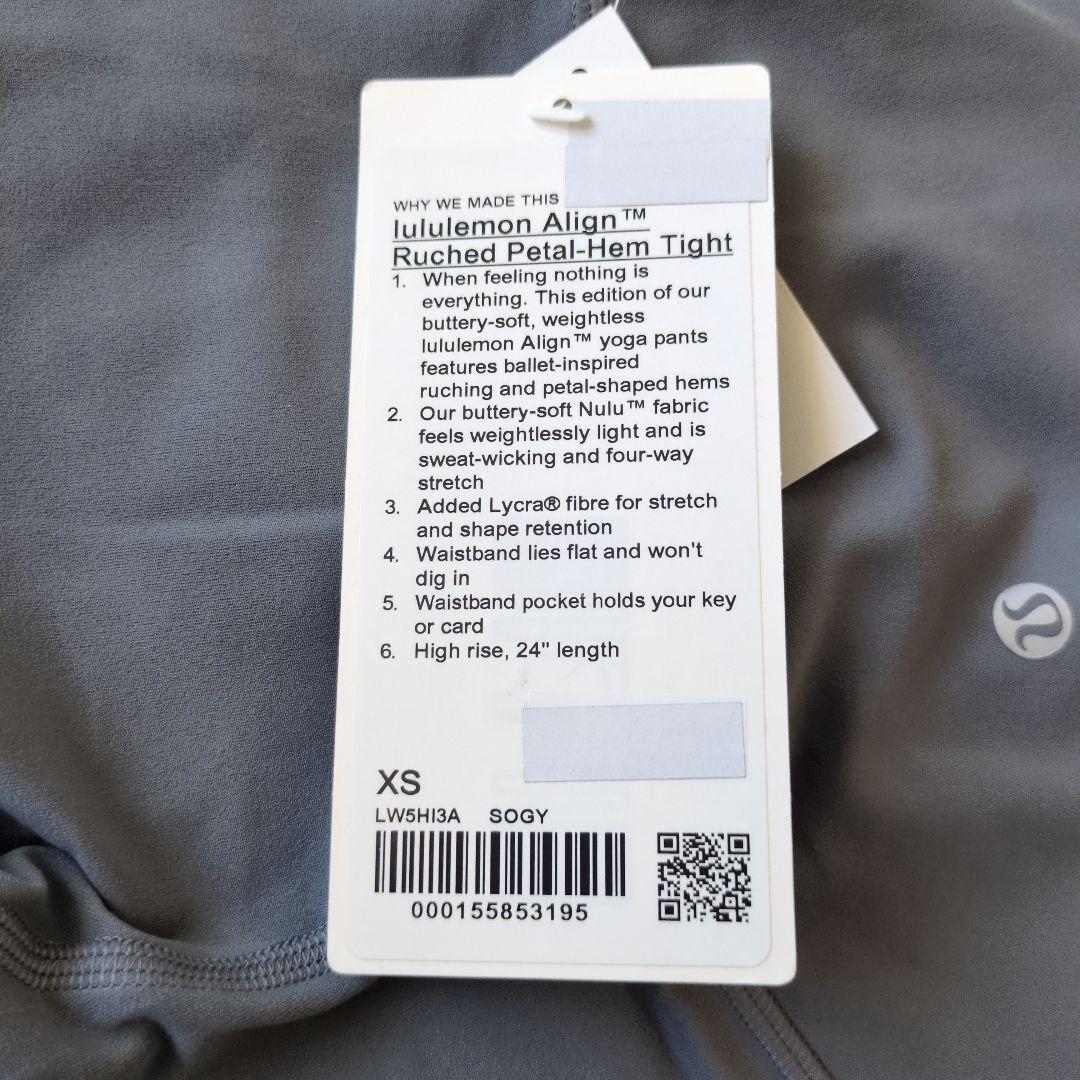 WHY WE MADE THIS
lululemon Align™
Ruched Petal-Hem Tight
1. When feeling nothing is
everything. This edition of our
buttery-soft, weightless
lululemon Align™ yoga pants
features ballet-inspired
ruching and petal-shaped hems
2. Our buttery-soft Nulu™ fabric
feels weightlessly light and is
sweat-wicking and four-way
stretch
3. Added Lycra® fibre for stretch
and shape retention
4. Waistband lies flat and won't
dig in
5. Waistband pocket holds your key
or card
6. High rise, 24" length
XS
LW5HI3A SOGY
000155853195